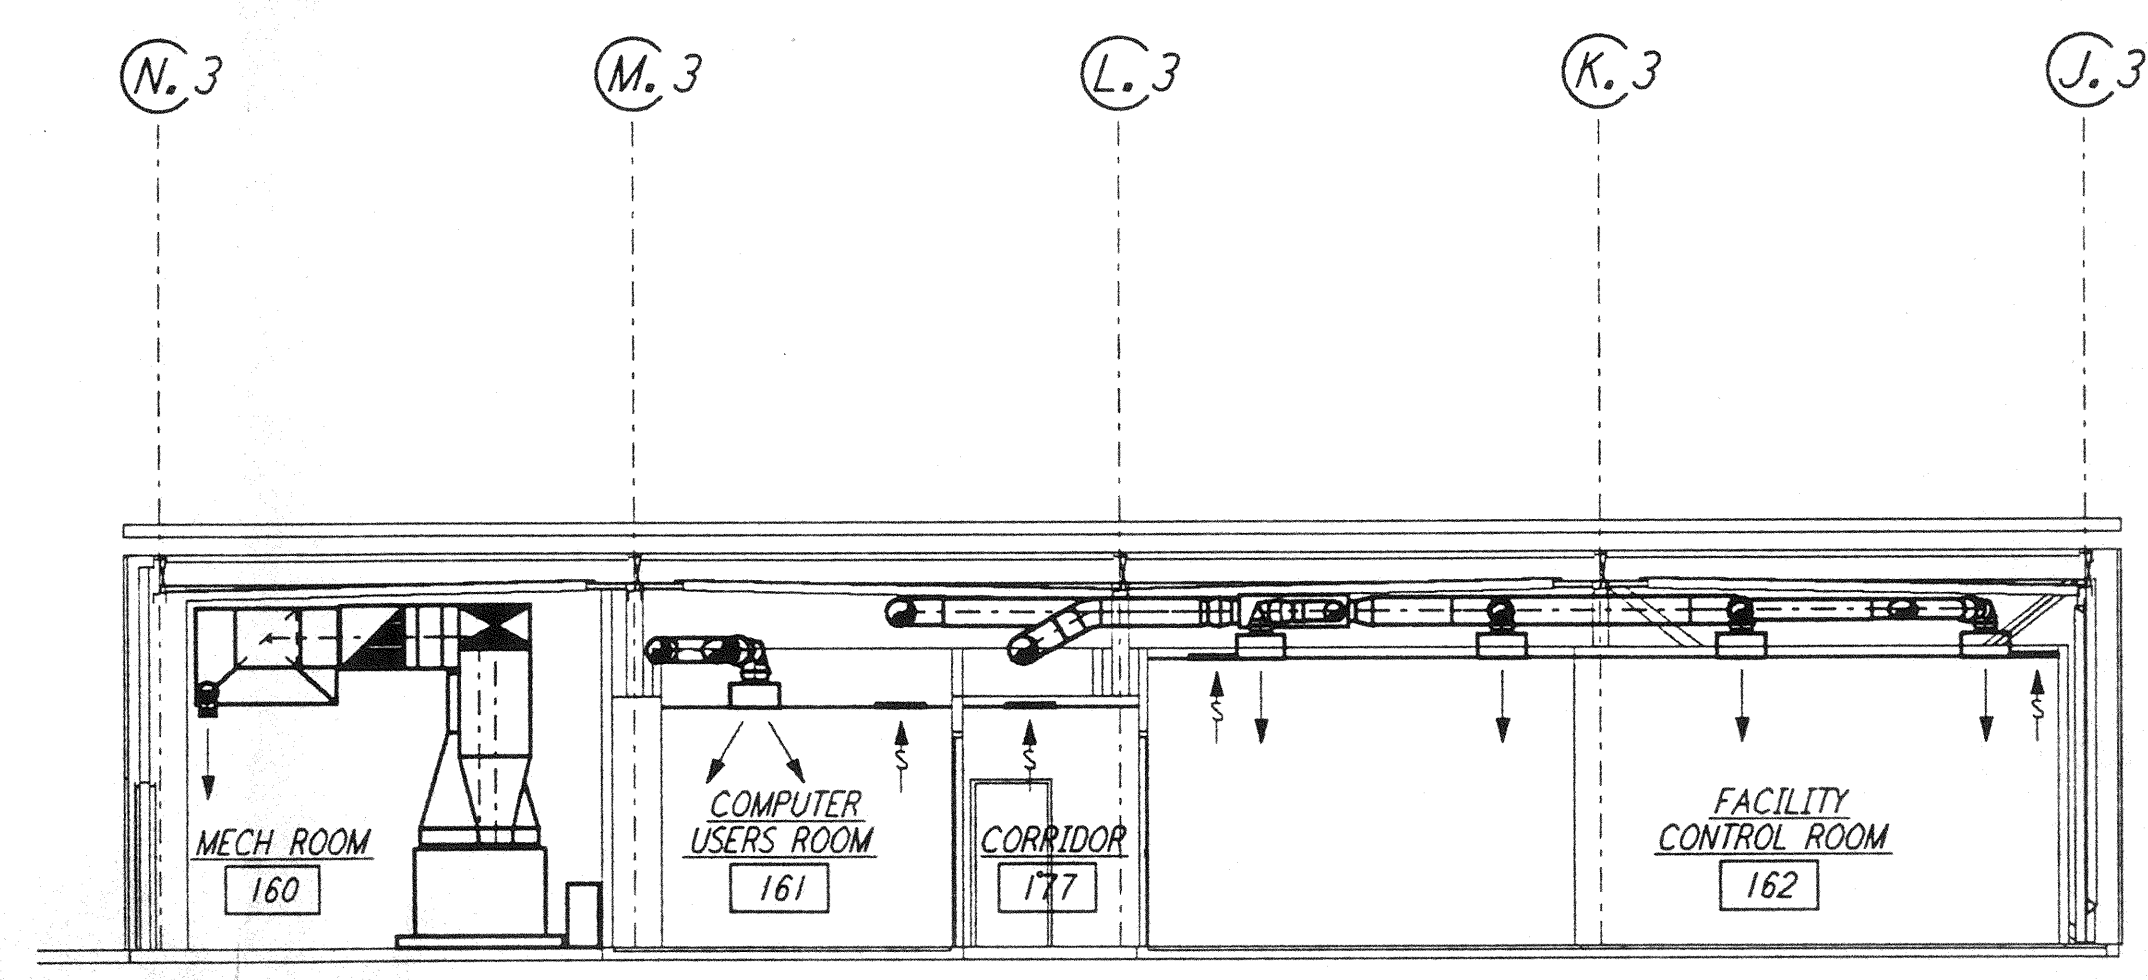 N.3
M.3
L.3
K.3
J.3
S
S
S
S
MECH ROOM
160
COMPUTER
USERS ROOM
161
CORRIDOR
177
FACILITY
CONTROL ROOM
162